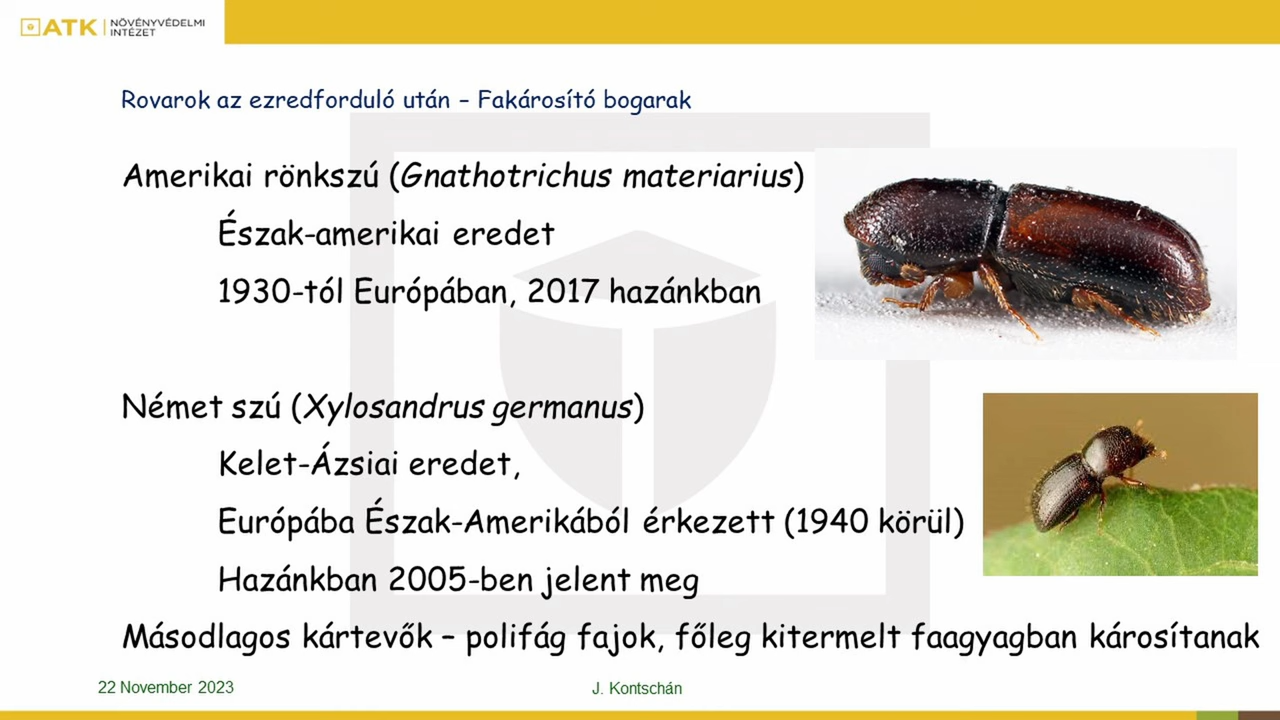 ATK NÖVÉNYVÉDELMI INTÉZET
Rovarok az ezredforduló után – Fakárosító bogarak
Amerikai rönkszú (Gnathotrichus materiarius)
Észak-amerikai eredet
1930-tól Európában, 2017 hazánkban
Német szú (Xylosandrus germanus)
Kelet-Ázsiai eredet,
Európába Észak-Amerikából érkezett (1940 körül)
Hazánkban 2005-ben jelent meg
Másodlagos kártevők – polifág fajok, főleg kitermelt faagyagban károsítanak
22 November 2023
J. Kontschán